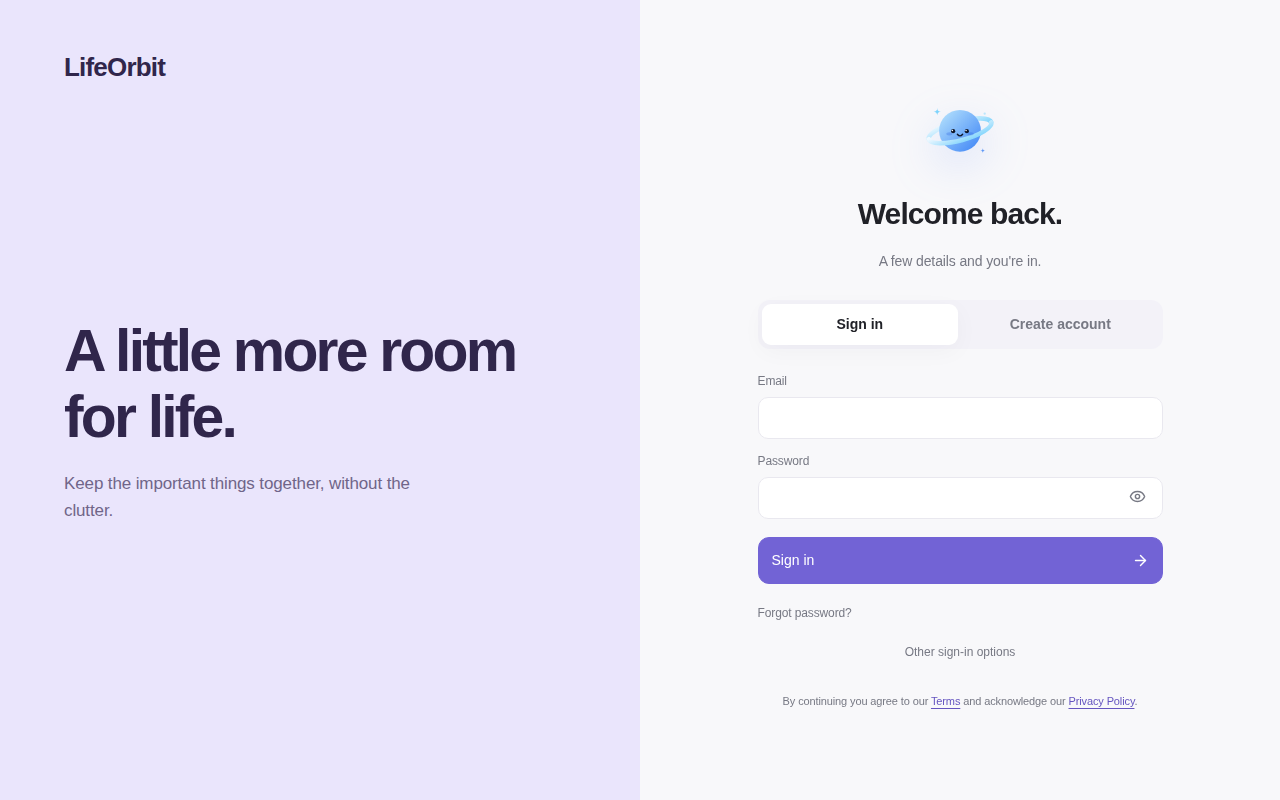 LifeOrbit
A little more room
for life.
Keep the important things together, without the
clutter.
Welcome back.
A few details and you're in.
Sign in
Create account
Email
Password
Sign in
Forgot password?
Other sign-in options
By continuing you agree to our Terms and acknowledge our Privacy Policy.